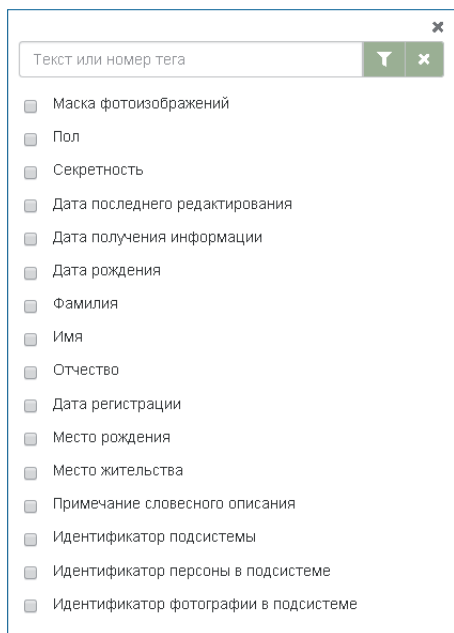 Текст или номер тега
Маска фотоизображений
Пол
Секретность
Дата последнего редактирования
Дата получения информации
Дата рождения
Фамилия
Имя
Отчество
Дата регистрации
Место рождения
Место жительства
Примечание словесного описания
Идентификатор подсистемы
Идентификатор персоны в подсистеме
Идентификатор фотографии в подсистеме